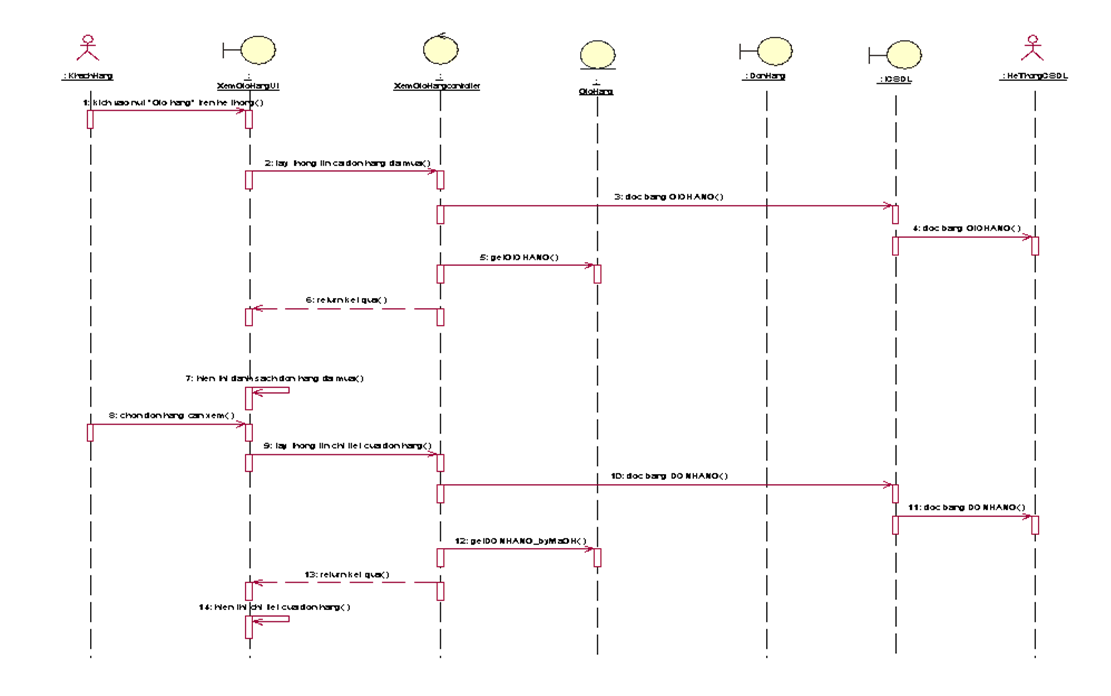 : KhachHang
: XemGioHangUI
: XemGioHangcontroller
: GioHang
: DonHang
: ICSDL
: HeThongCSDL
1: kich vao nut "Gio hang" tren he thong()
2: lay thong tin ca don hang da mua()
3: doc bang GIOHANG()
4: doc bang GIOHANG()
5: getGIOHANG()
6: return ket qua()
7: hien thi danh sach don hang da mua()
8: chon don hang can xem()
9: lay thong tin chi tiet cua don hang()
10: doc bang DONHANG()
11: doc bang DONHANG()
12: getDONHANG_byMaDH()
13: return ket qua()
14: hien thi chi tiet cua don hang()